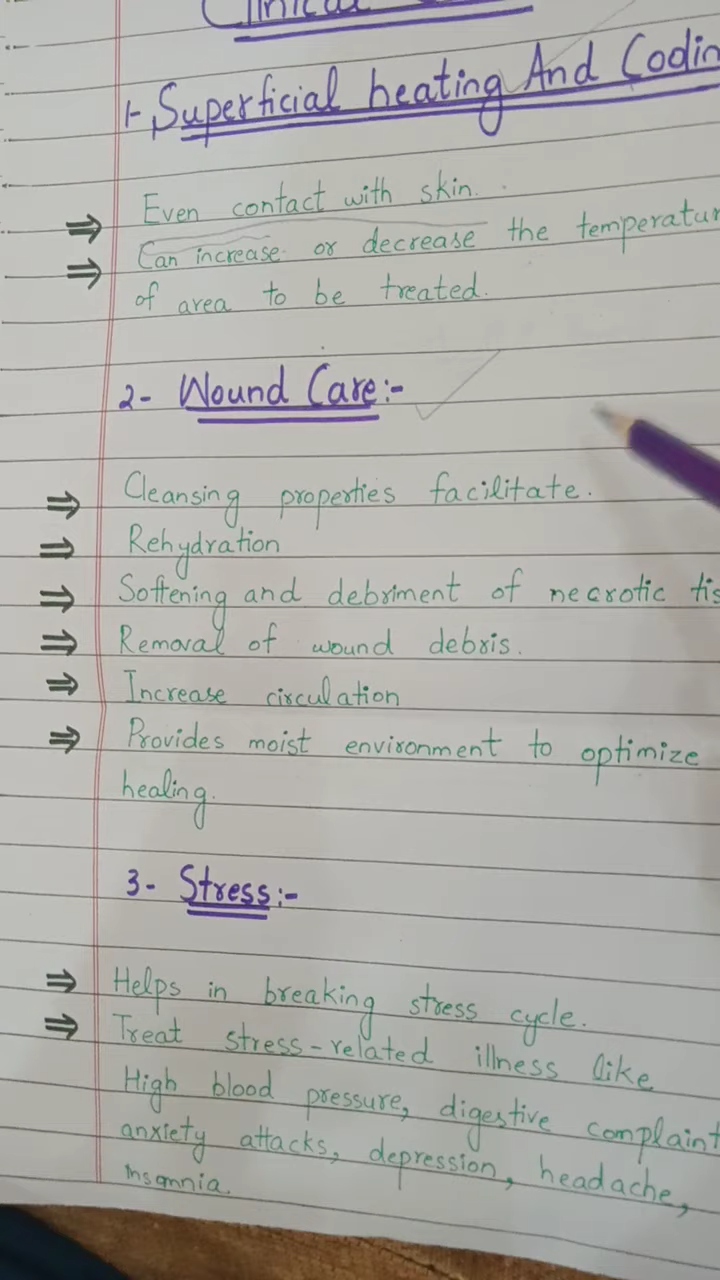 Clinical
1- Superficial heating And Codin
⇒ Even contact with skin.
⇒ Can increase or decrease the temperatur
of area to be treated.
2- Wound Care:-
⇒ Cleansing properties facilitate.
⇒ Rehydration
⇒ Softening and debriment of necrotic tis
⇒ Removal of wound debris.
⇒ Increase circulation
⇒ Provides moist environment to optimize
healing.
3- Stress:-
⇒ Helps in breaking stress cycle.
⇒ Treat stress-related illness like
High blood pressure, digestive complaint
anxiety attacks, depression, headache,
Insomnia.